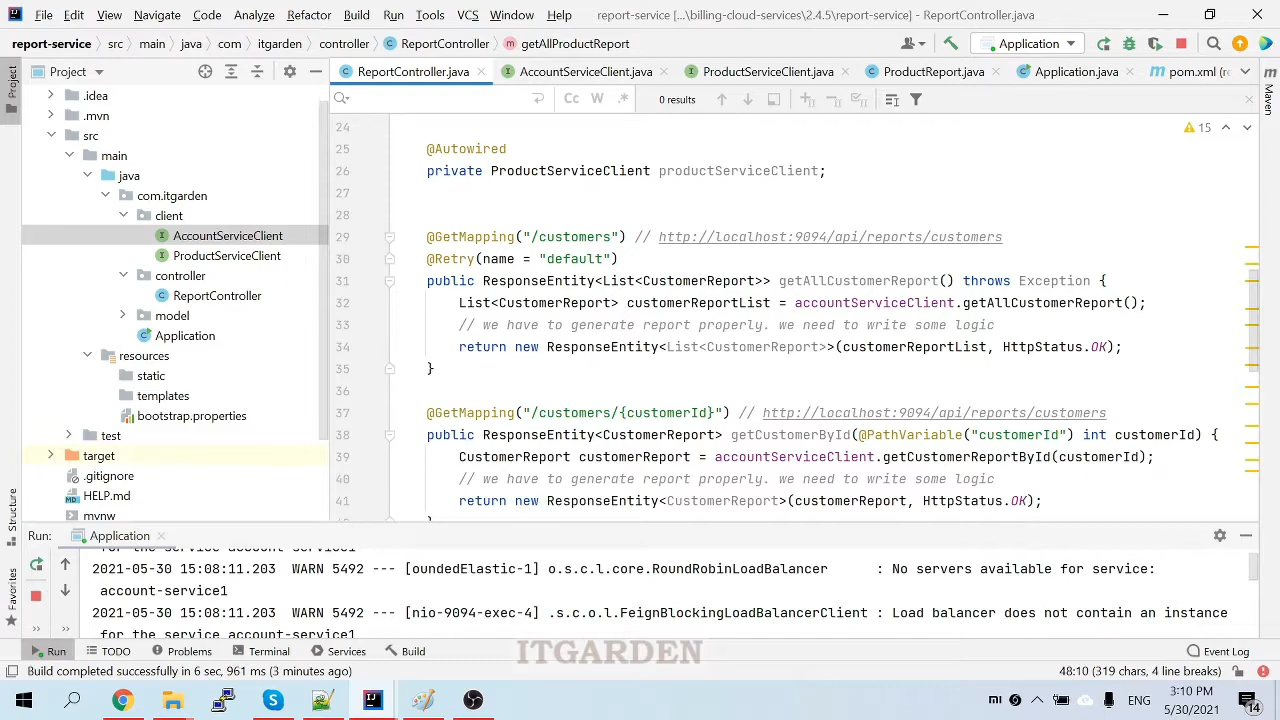 File Edit View Navigate Code Analyze Refactor Build Run Tools VCS Window Help report-service [...\billing-cloud-services\2.4.5\report-service] - ReportController.java
report-service src main java com itgarden controller ReportController getAllProductReport Application
Project ReportController.java AccountServiceClient.java ProductServiceClient.java ProductReport.java Application.java pom.xml (r
Project
Maven
Cc W .* 0 results
.idea
.mvn
src
main
java
com.itgarden
client
AccountServiceClient
ProductServiceClient
controller
ReportController
model
Application
resources
static
templates
bootstrap.properties
test
target
.gitignore
HELP.md
mvnw
15
24
25 @Autowired
26 private ProductServiceClient productServiceClient;
27
28
29 @GetMapping("/customers") // http://localhost:9094/api/reports/customers
30 @Retry(name = "default")
31 public ResponseEntity<List<CustomerReport>> getAllCustomerReport() throws Exception {
32 List<CustomerReport> customerReportList = accountServiceClient.getAllCustomerReport();
33 // we have to generate report properly. we need to write some logic
34 return new ResponseEntity<List<CustomerReport>>(customerReportList, HttpStatus.OK);
35 }
36
37 @GetMapping("/customers/{customerId}") // http://localhost:9094/api/reports/customers
38 public ResponseEntity<CustomerReport> getCustomerById(@PathVariable("customerId") int customerId) {
39 CustomerReport customerReport = accountServiceClient.getCustomerReportById(customerId);
40 // we have to generate report properly. we need to write some logic
41 return new ResponseEntity<CustomerReport>(customerReport, HttpStatus.OK);
Structure
Favorites
Run: Application
for the service account-service1
2021-05-30 15:08:11.203 WARN 5492 --- [oundedElastic-1] o.s.c.l.core.RoundRobinLoadBalancer : No servers available for service:
account-service1
2021-05-30 15:08:11.203 WARN 5492 --- [nio-9094-exec-4] .s.c.o.l.FeignBlockingLoadBalancerClient : Load balancer does not contain an instance
for the service account-service1
Run TODO Problems Terminal Services Build Event Log
ITGARDEN
Build completed successfully in 6 sec, 961 ms (3 minutes ago) 48:10 (319 chars, 4 line breaks)
ENG 3:10 PM
5/30/2021
14